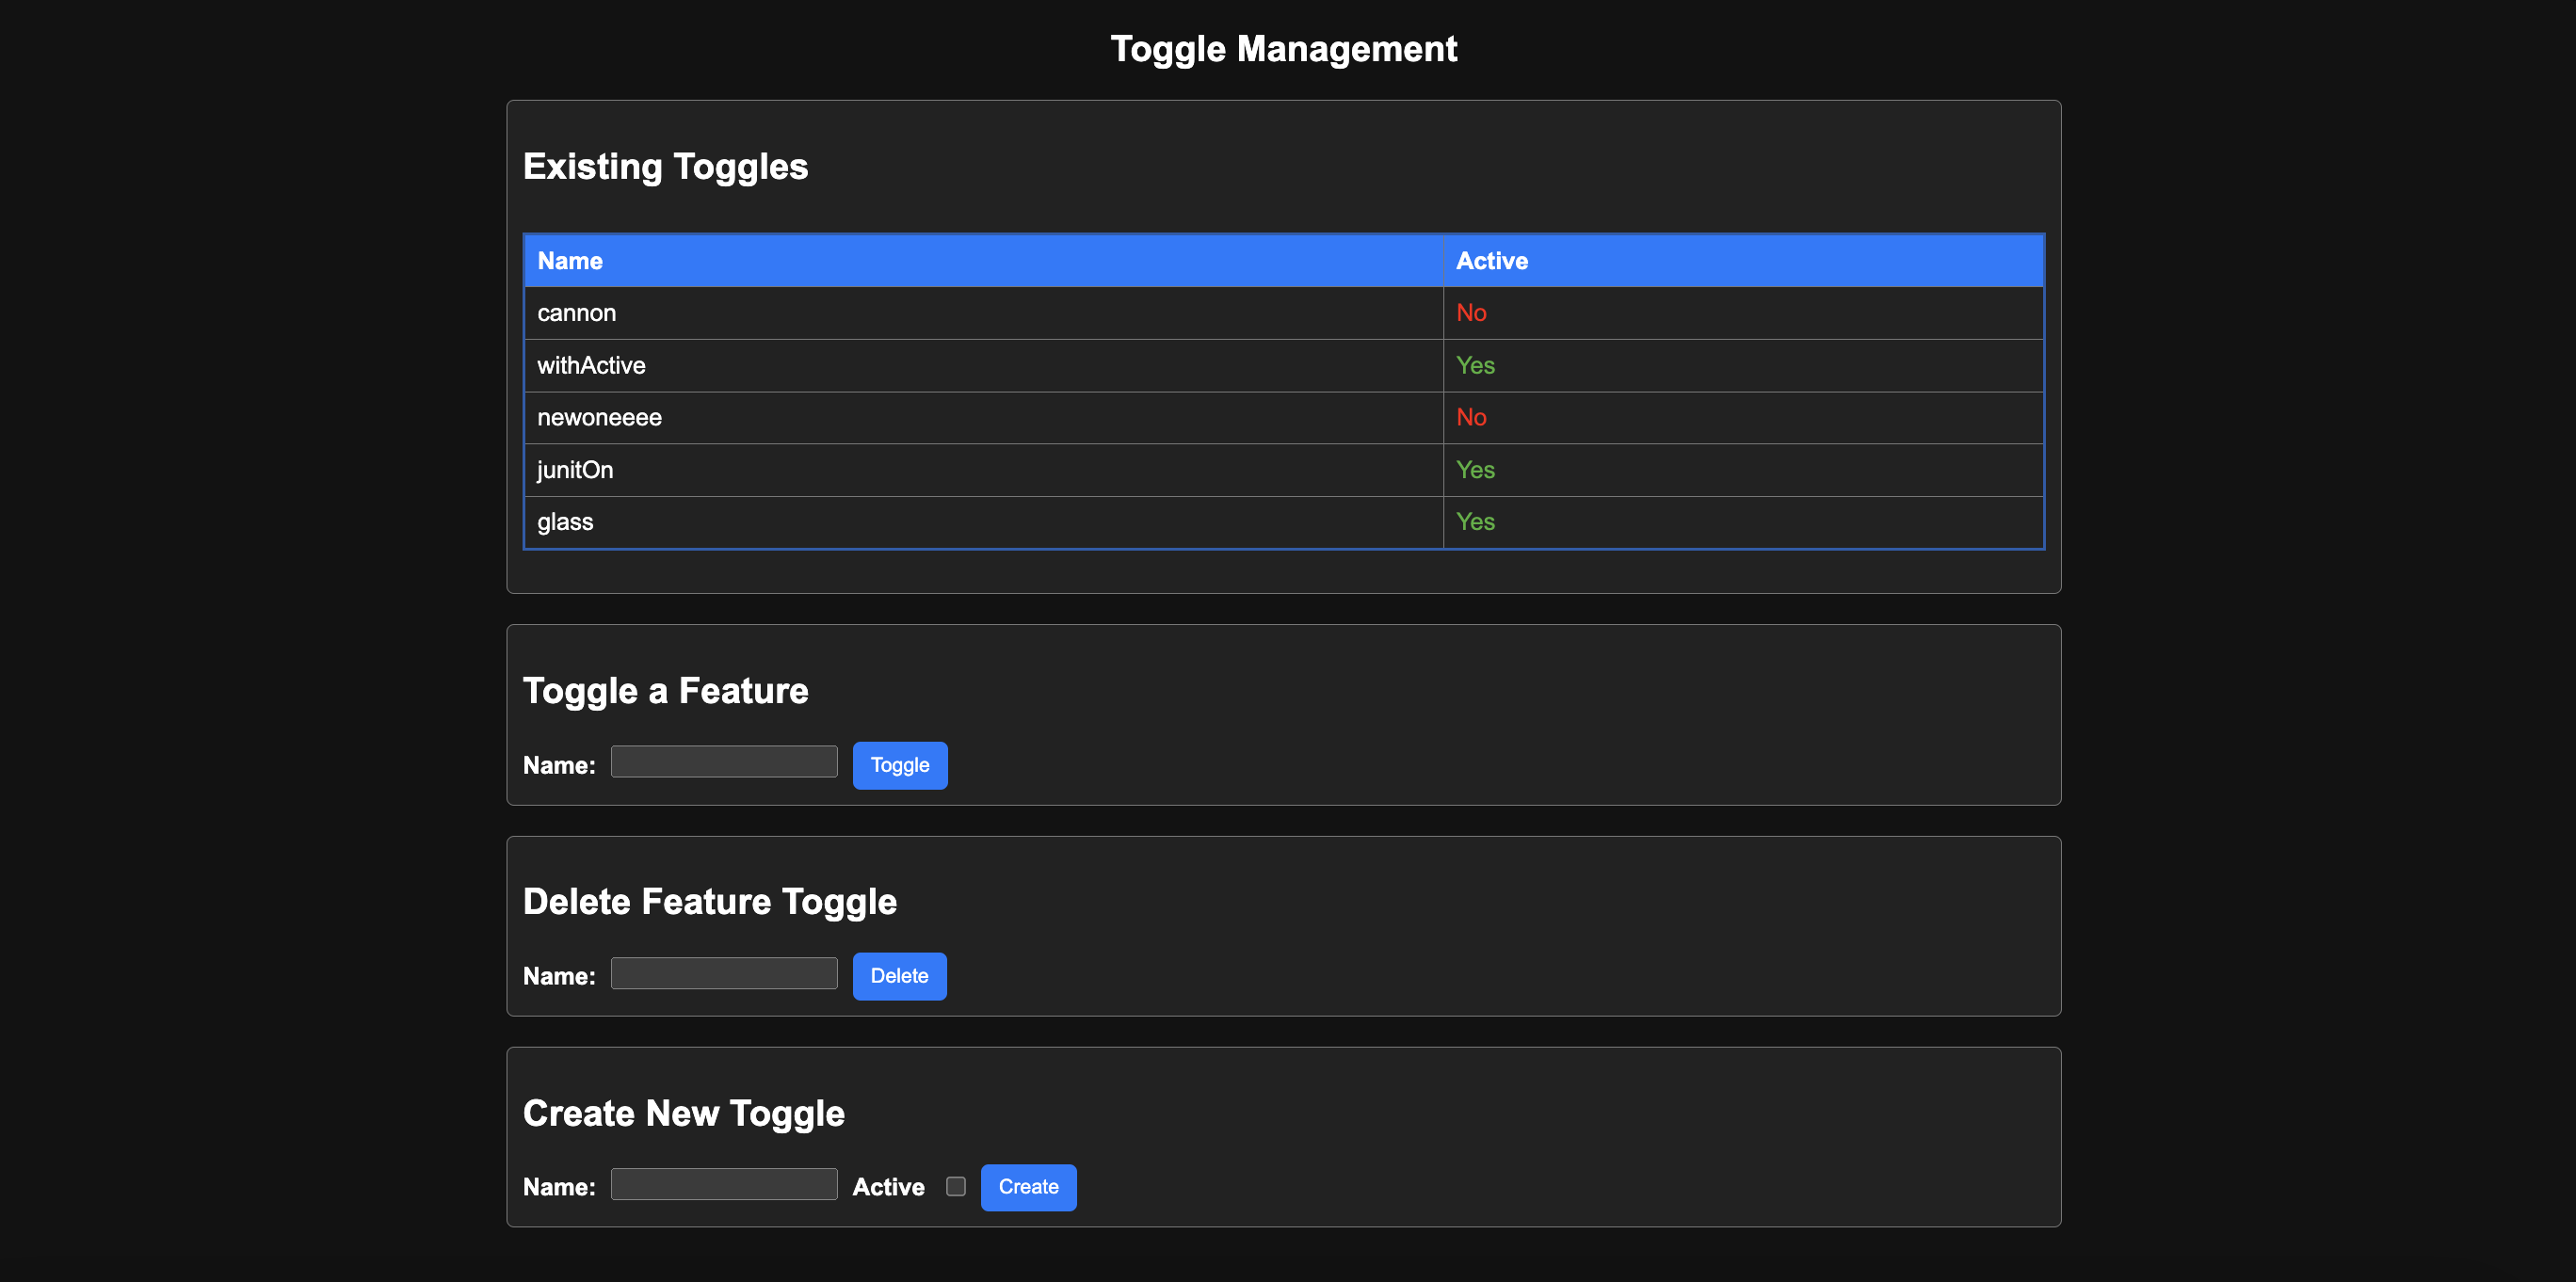 Toggle Management
Existing Toggles
Name Active
cannon No
withActive Yes
newoneeee No
junitOn Yes
glass Yes
Toggle a Feature
Name: Toggle
Delete Feature Toggle
Name: Delete
Create New Toggle
Name: Active Create